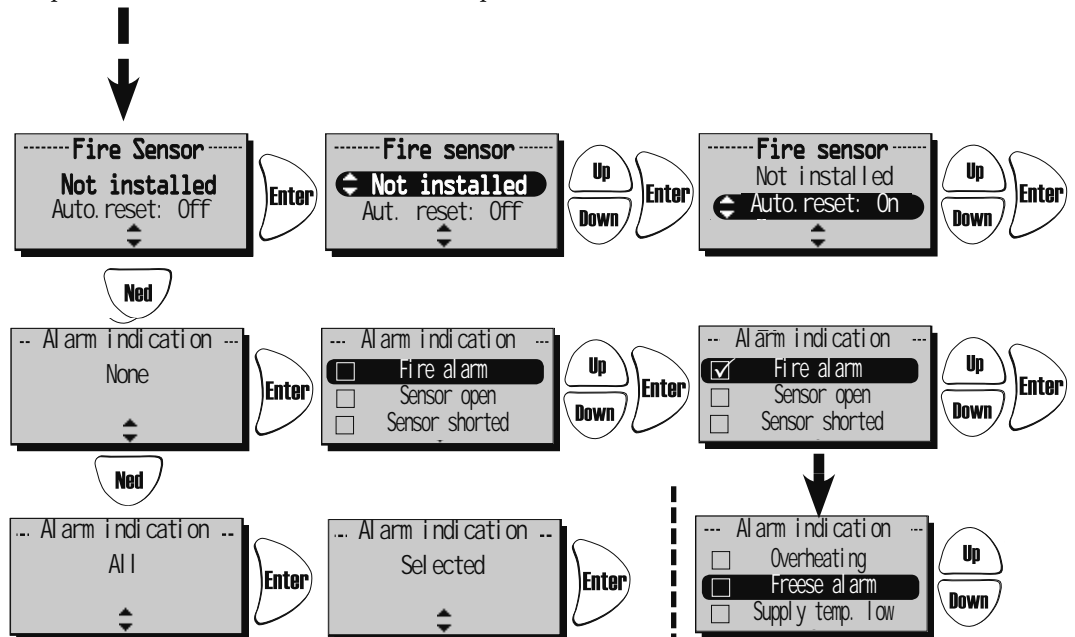 Fire Sensor
Not installed
Auto.reset: Off
Enter
Fire sensor
Not installed
Aut. reset: Off
Up
Down
Enter
Fire sensor
Not installed
Auto.reset: On
Up
Down
Enter
Ned
Alarm indication
None
Enter
Alarm indication
Fire alarm
Sensor open
Sensor shorted
Up
Down
Enter
Alarm indication
Fire alarm
Sensor open
Sensor shorted
Up
Down
Enter
Ned
Alarm indication
All
Enter
Alarm indication
Selected
Enter
Alarm indication
Overheating
Freese alarm
Supply temp. low
Up
Down